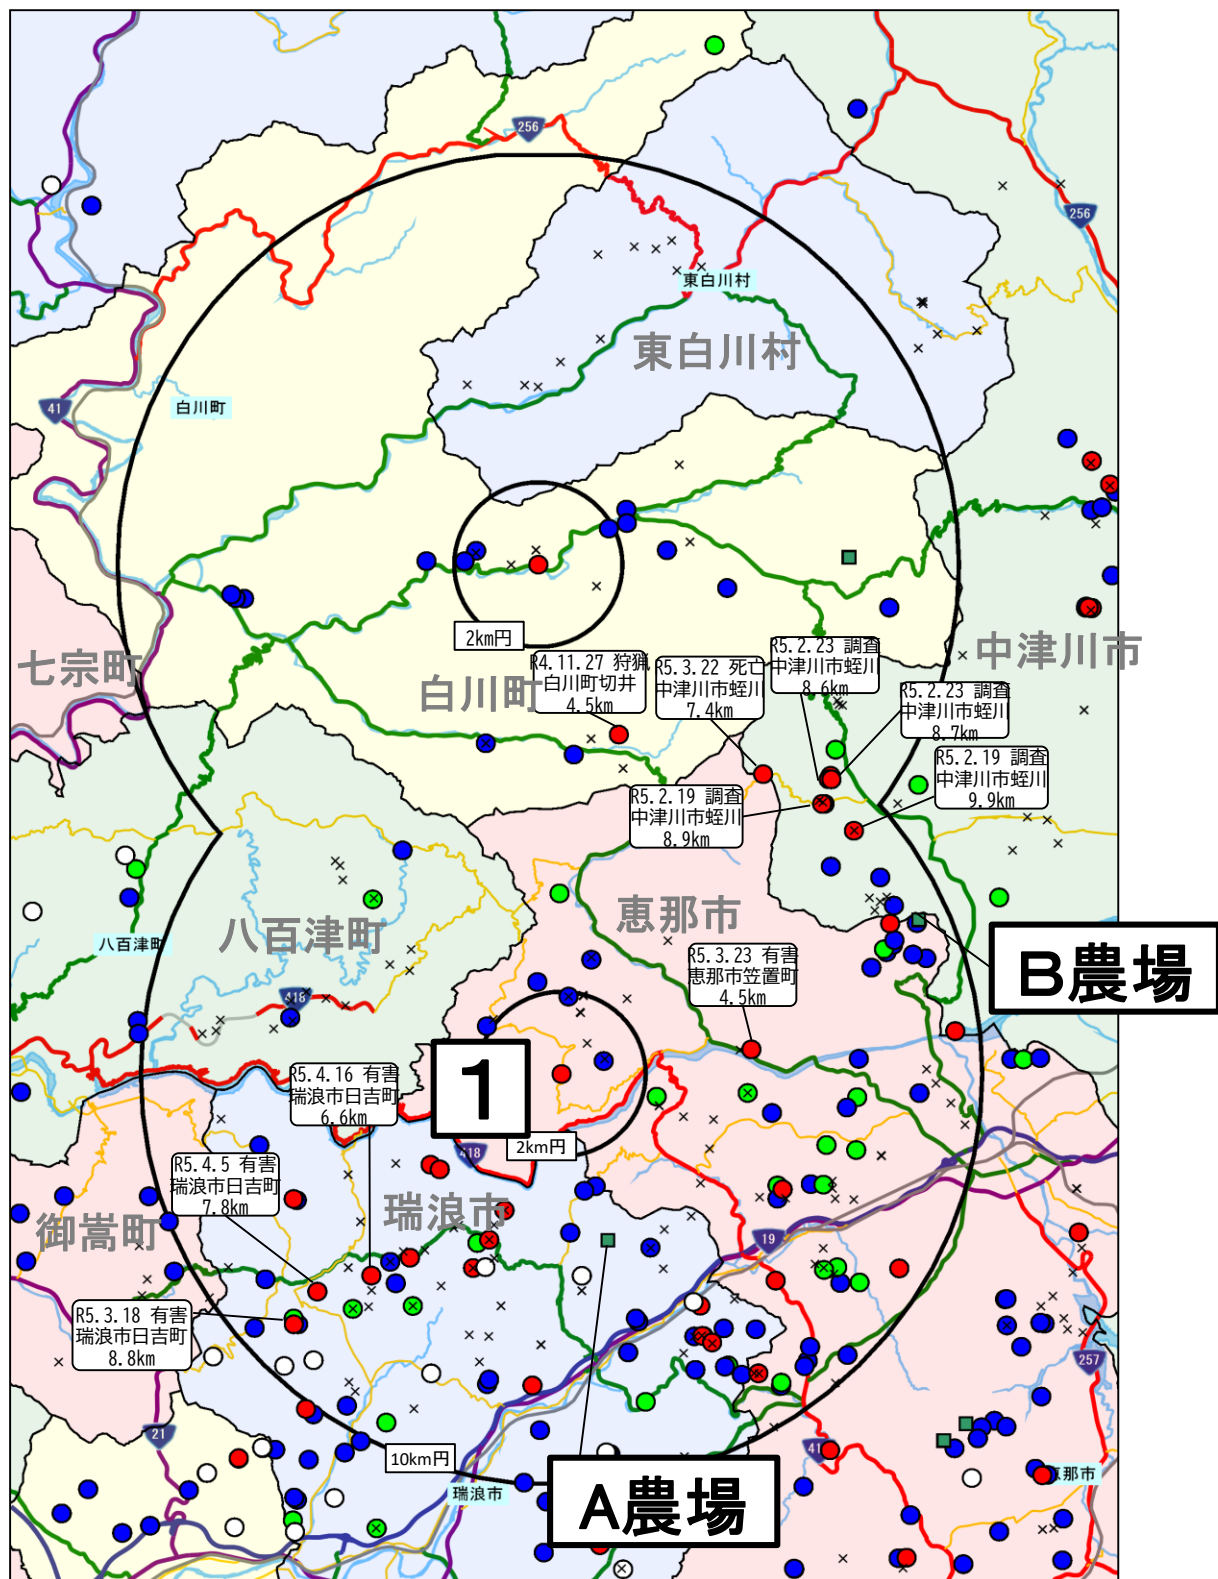 256
256
東白川村
東白川村
41
白川町
2km円
七宗町
中津川市
白川町
R4.11.27 狩猟
白川町切井
4.5km
R5.3.22 死亡
中津川市蛭川
7.4km
R5.2.23 調査
中津川市蛭川
8.6km
R5.2.23 調査
中津川市蛭川
8.7km
R5.2.19 調査
中津川市蛭川
9.9km
R5.2.19 調査
中津川市蛭川
8.9km
八百津町
八百津町
恵那市
R5.3.23 有害
恵那市笠置町
4.5km
B農場
418
R5.4.16 有害
瑞浪市日吉町
6.6km
1
2km円
418
R5.4.5 有害
瑞浪市日吉町
7.8km
御嵩町
瑞浪市
19
R5.3.18 有害
瑞浪市日吉町
8.8km
257
21
10km円
41
瑞浪市
恵那市
A農場